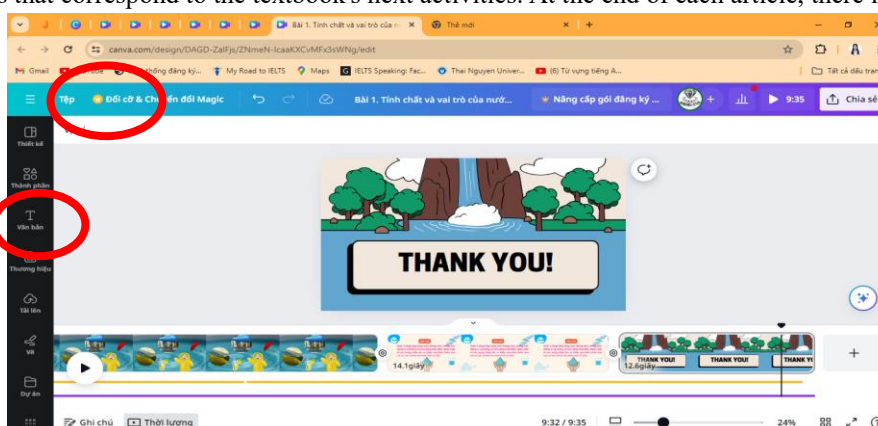 s that correspond to the textbook's next activities. At the end of each article, there i
Bài 1. Tính chất và vai trò của n
Thẻ mới
canva.com/design/DAGD-ZalFjs/ZNmeN-IcaaKXCvMFx3sWNg/edit
Gmail
thống đăng ký...
My Road to IELTS
Maps
IELTS Speaking: Fac...
Thai Nguyen Univer...
(6) Từ vựng tiếng A...
Tất cả dấu tran
Tệp
Đổi cỡ & Chuyển đổi Magic
Bài 1. Tính chất và vai trò của nướ...
Nâng cấp gói đăng ký ...
9:35
Chia sẻ
Thiết kế
Thành phần
Văn bản
Thương hiệu
Tải lên
Vẽ
Dự án
THANK YOU!
14.1giây
THANK YOU!
THANK YOU!
THANK Y
12.6giây
Ghi chú
Thời lượng
9:32 / 9:35
24%